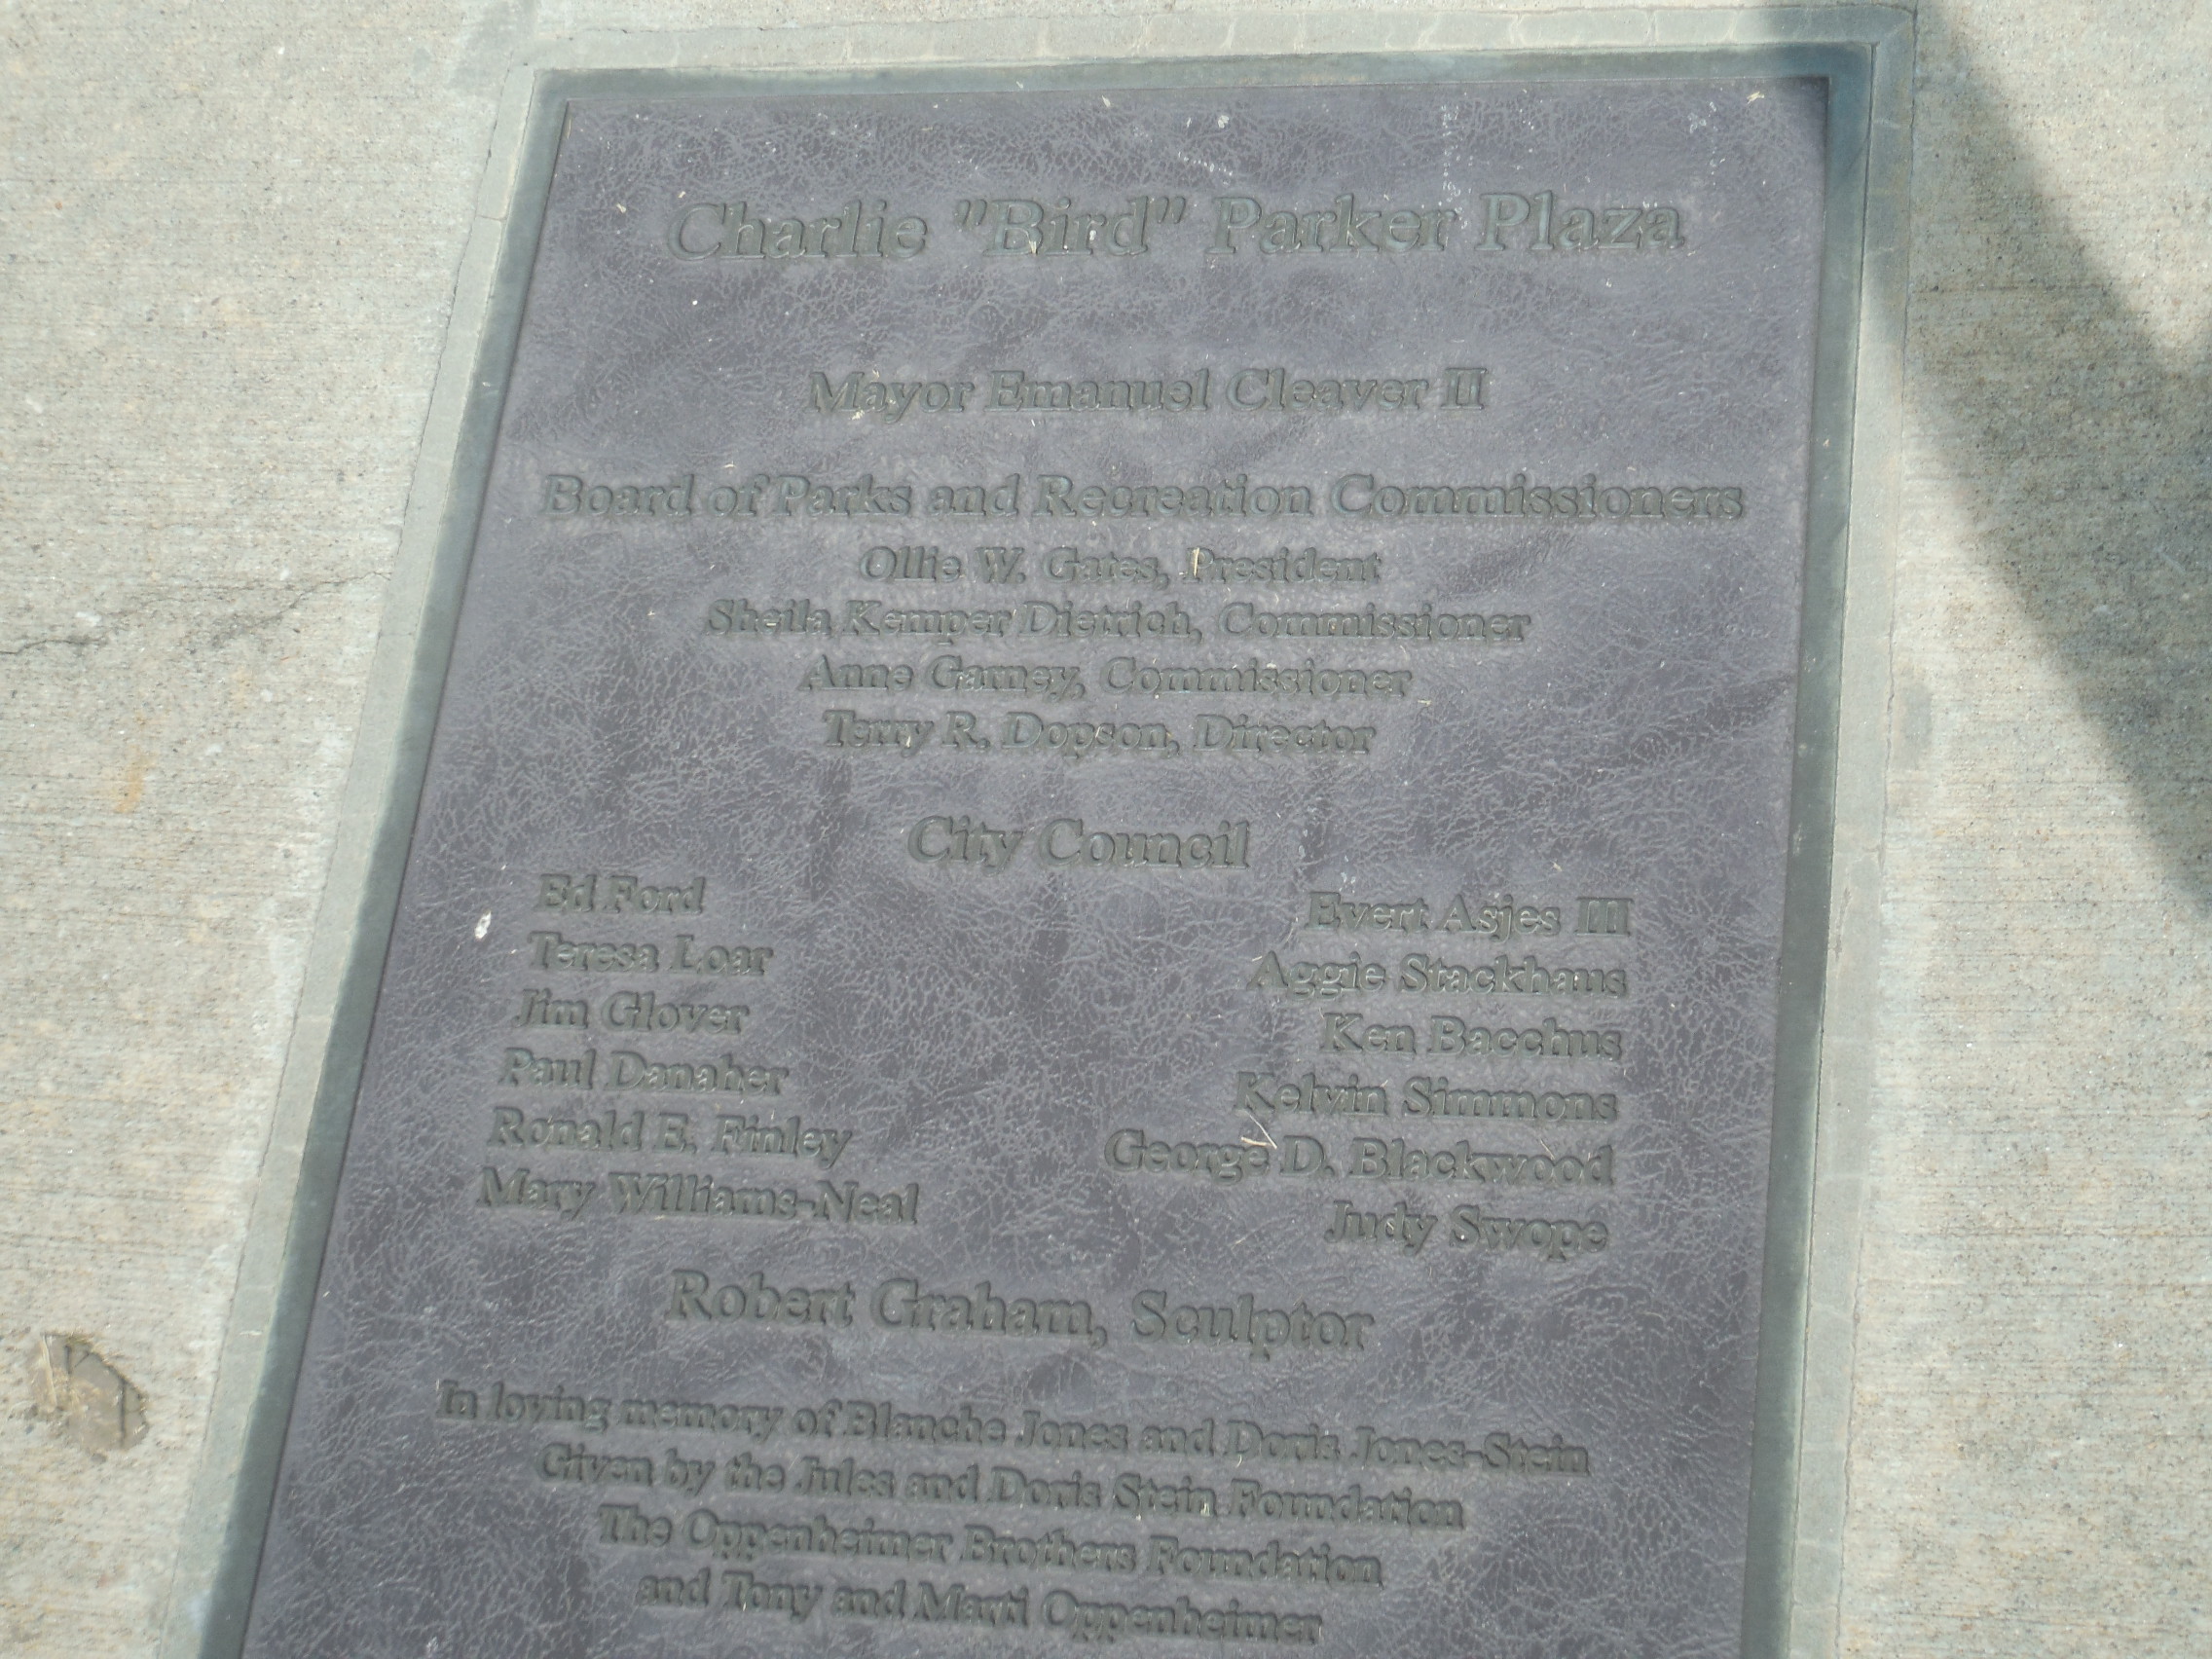 Charlie "Bird" Parker Plaza
Mayor Emanuel Cleaver II
Board of Parks and Recreation Commissioners
Ollie W. Gates, President
Sheila Kemper Dietrich, Commissioner
Anne Garney, Commissioner
Terry R. Dopson, Director
City Council
Ed Ford
Teresa Loar
Jim Glover
Paul Danaher
Ronald E. Finley
Mary Williams-Neal
Evert Asjes III
Aggie Stackhaus
Ken Bacchus
Kelvin Simmons
George D. Blackwood
Judy Swope
Robert Graham, Sculptor
In loving memory of Blanche Jones and Doris Jones-Stein
Given by the Jules and Doris Stein Foundation
The Oppenheimer Brothers Foundation
and Tony and Marti Oppenheimer